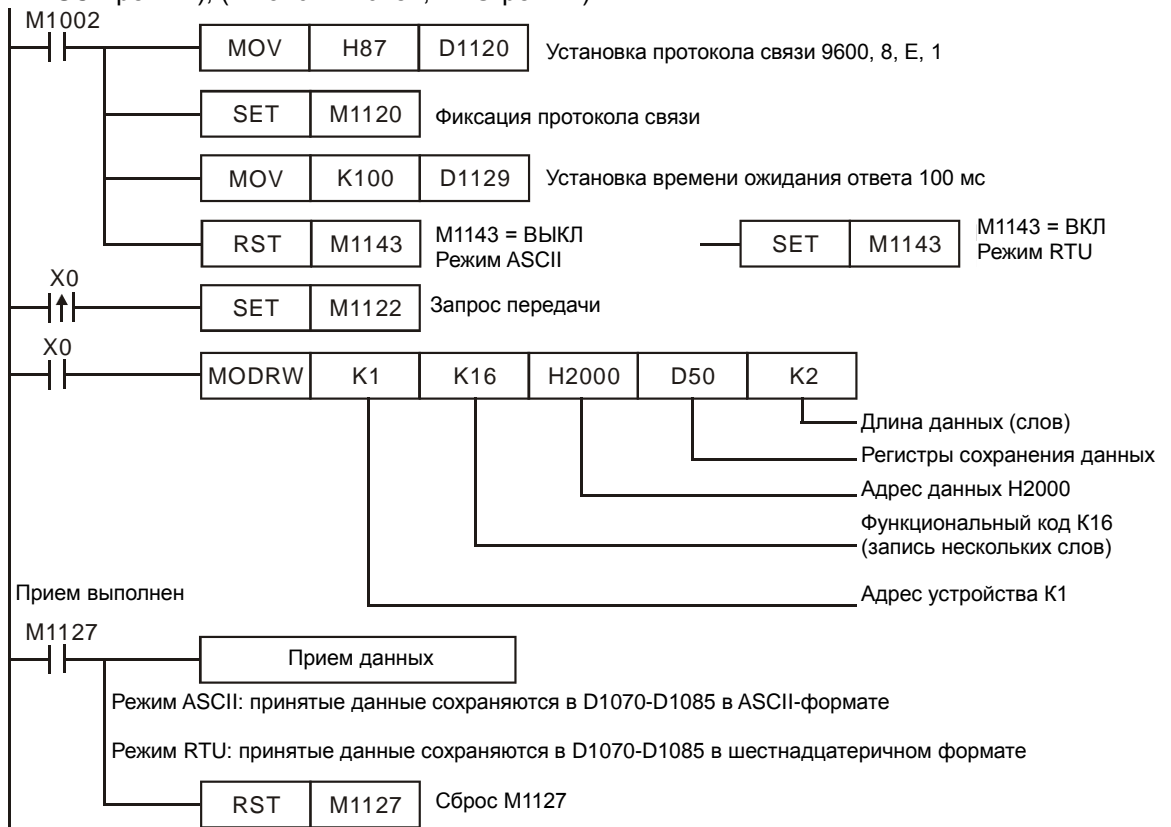 M1002
MOV H87 D1120 Установка протокола связи 9600, 8, E, 1
SET M1120 Фиксация протокола связи
MOV K100 D1129 Установка времени ожидания ответа 100 мс
RST M1143 М1143 = ВЫКЛ
Режим ASCII
SET M1143 М1143 = ВКЛ
Режим RTU
X0
SET M1122 Запрос передачи
X0
MODRW K1 K16 H2000 D50 K2
Длина данных (слов)
Регистры сохранения данных
Адрес данных H2000
Функциональный код К16
(запись нескольких слов)
Адрес устройства К1
Прием выполнен
M1127
Прием данных
Режим ASCII: принятые данные сохраняются в D1070-D1085 в ASCII-формате
Режим RTU: принятые данные сохраняются в D1070-D1085 в шестнадцатеричном формате
RST M1127 Сброс M1127